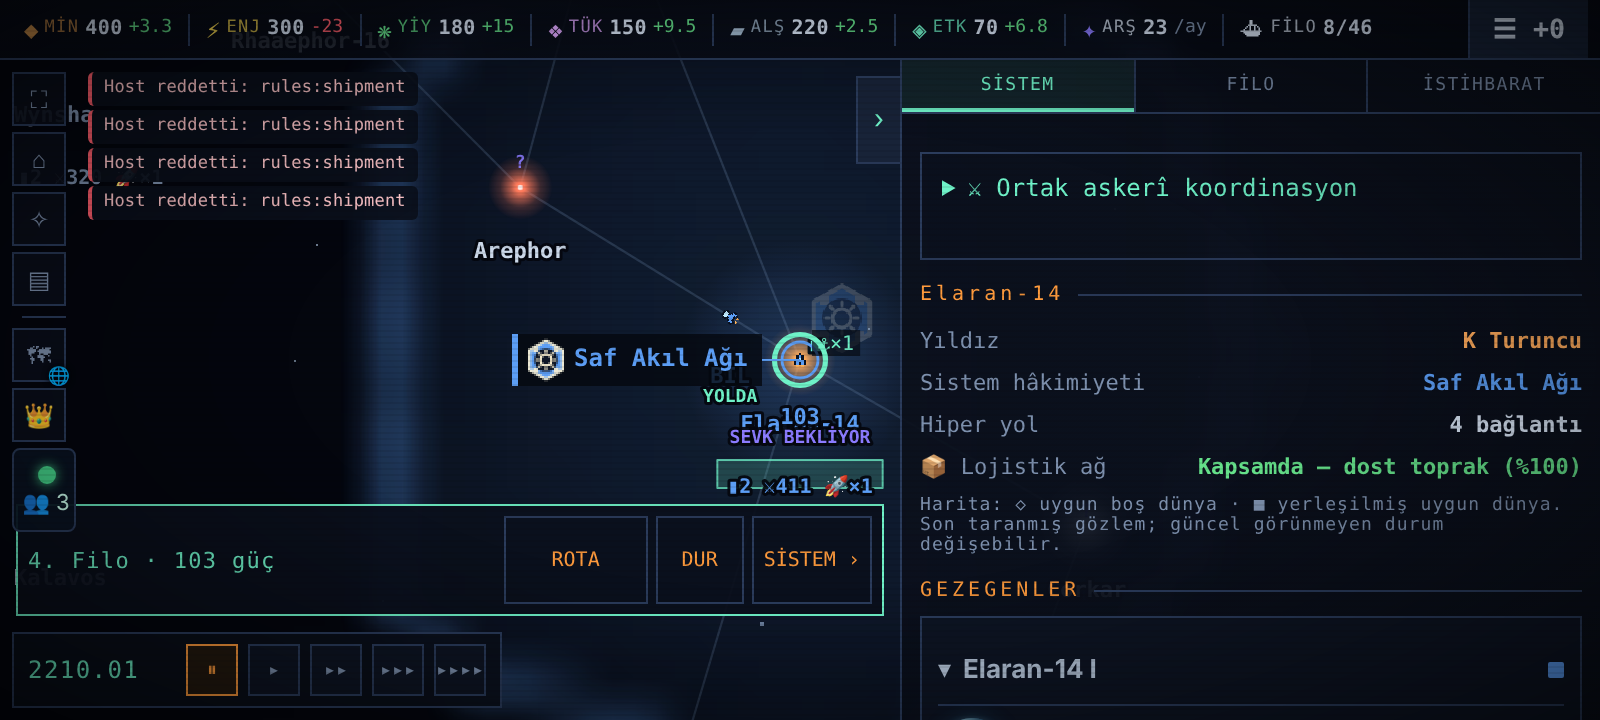 MİN 400 +3.3 ENJ 300 -23 YİY 180 +15 TÜK 150 +9.5 ALŞ 220 +2.5 ETK 70 +6.8 ARŞ 23 /ay FİLO 8/46 ☰ +0
Rhaaephor-16
SİSTEM FİLO İSTİHBARAT
Host reddetti: rules:shipment
Host reddetti: rules:shipment
Host reddetti: rules:shipment
Host reddetti: rules:shipment
?
Arephor
Saf Akıl Ağı
×1
YOLDA
103
Elaran-14
SEVK BEKLİYOR
2 ⚔411 🚀×1
👥 3
4. Filo · 103 güç
ROTA DUR SİSTEM ›
2210.01
▶ ⚔ Ortak askerî koordinasyon
Elaran-14
Yıldız K Turuncu
Sistem hâkimiyeti Saf Akıl Ağı
Hiper yol 4 bağlantı
📦 Lojistik ağ Kapsamda — dost toprak (%100)
Harita: ◇ uygun boş dünya · ■ yerleşilmiş uygun dünya.
Son taranmış gözlem; güncel görünmeyen durum
değişebilir.
GEZEGENLER
▼ Elaran-14 I